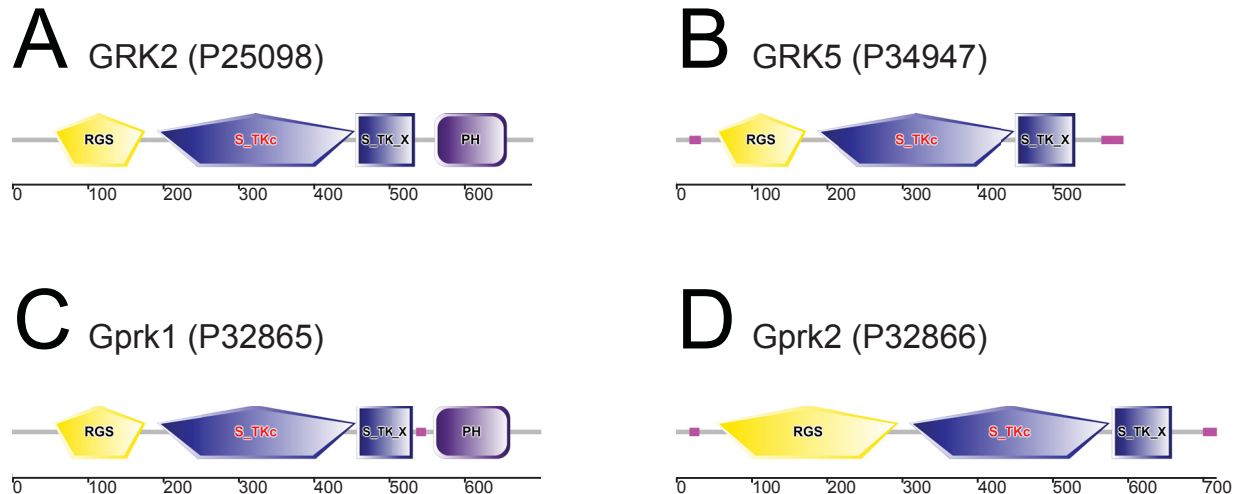 A GRK2 (P25098)
RGS S_TKc S_TK_X PH
0 100 200 300 400 500 600
B GRK5 (P34947)
RGS S_TKc S_TK_X
0 100 200 300 400 500
C Gprk1 (P32865)
RGS S_TKc S_TK_X PH
0 100 200 300 400 500 600
D Gprk2 (P32866)
RGS S_TKc S_TK_X
0 100 200 300 400 500 600 700